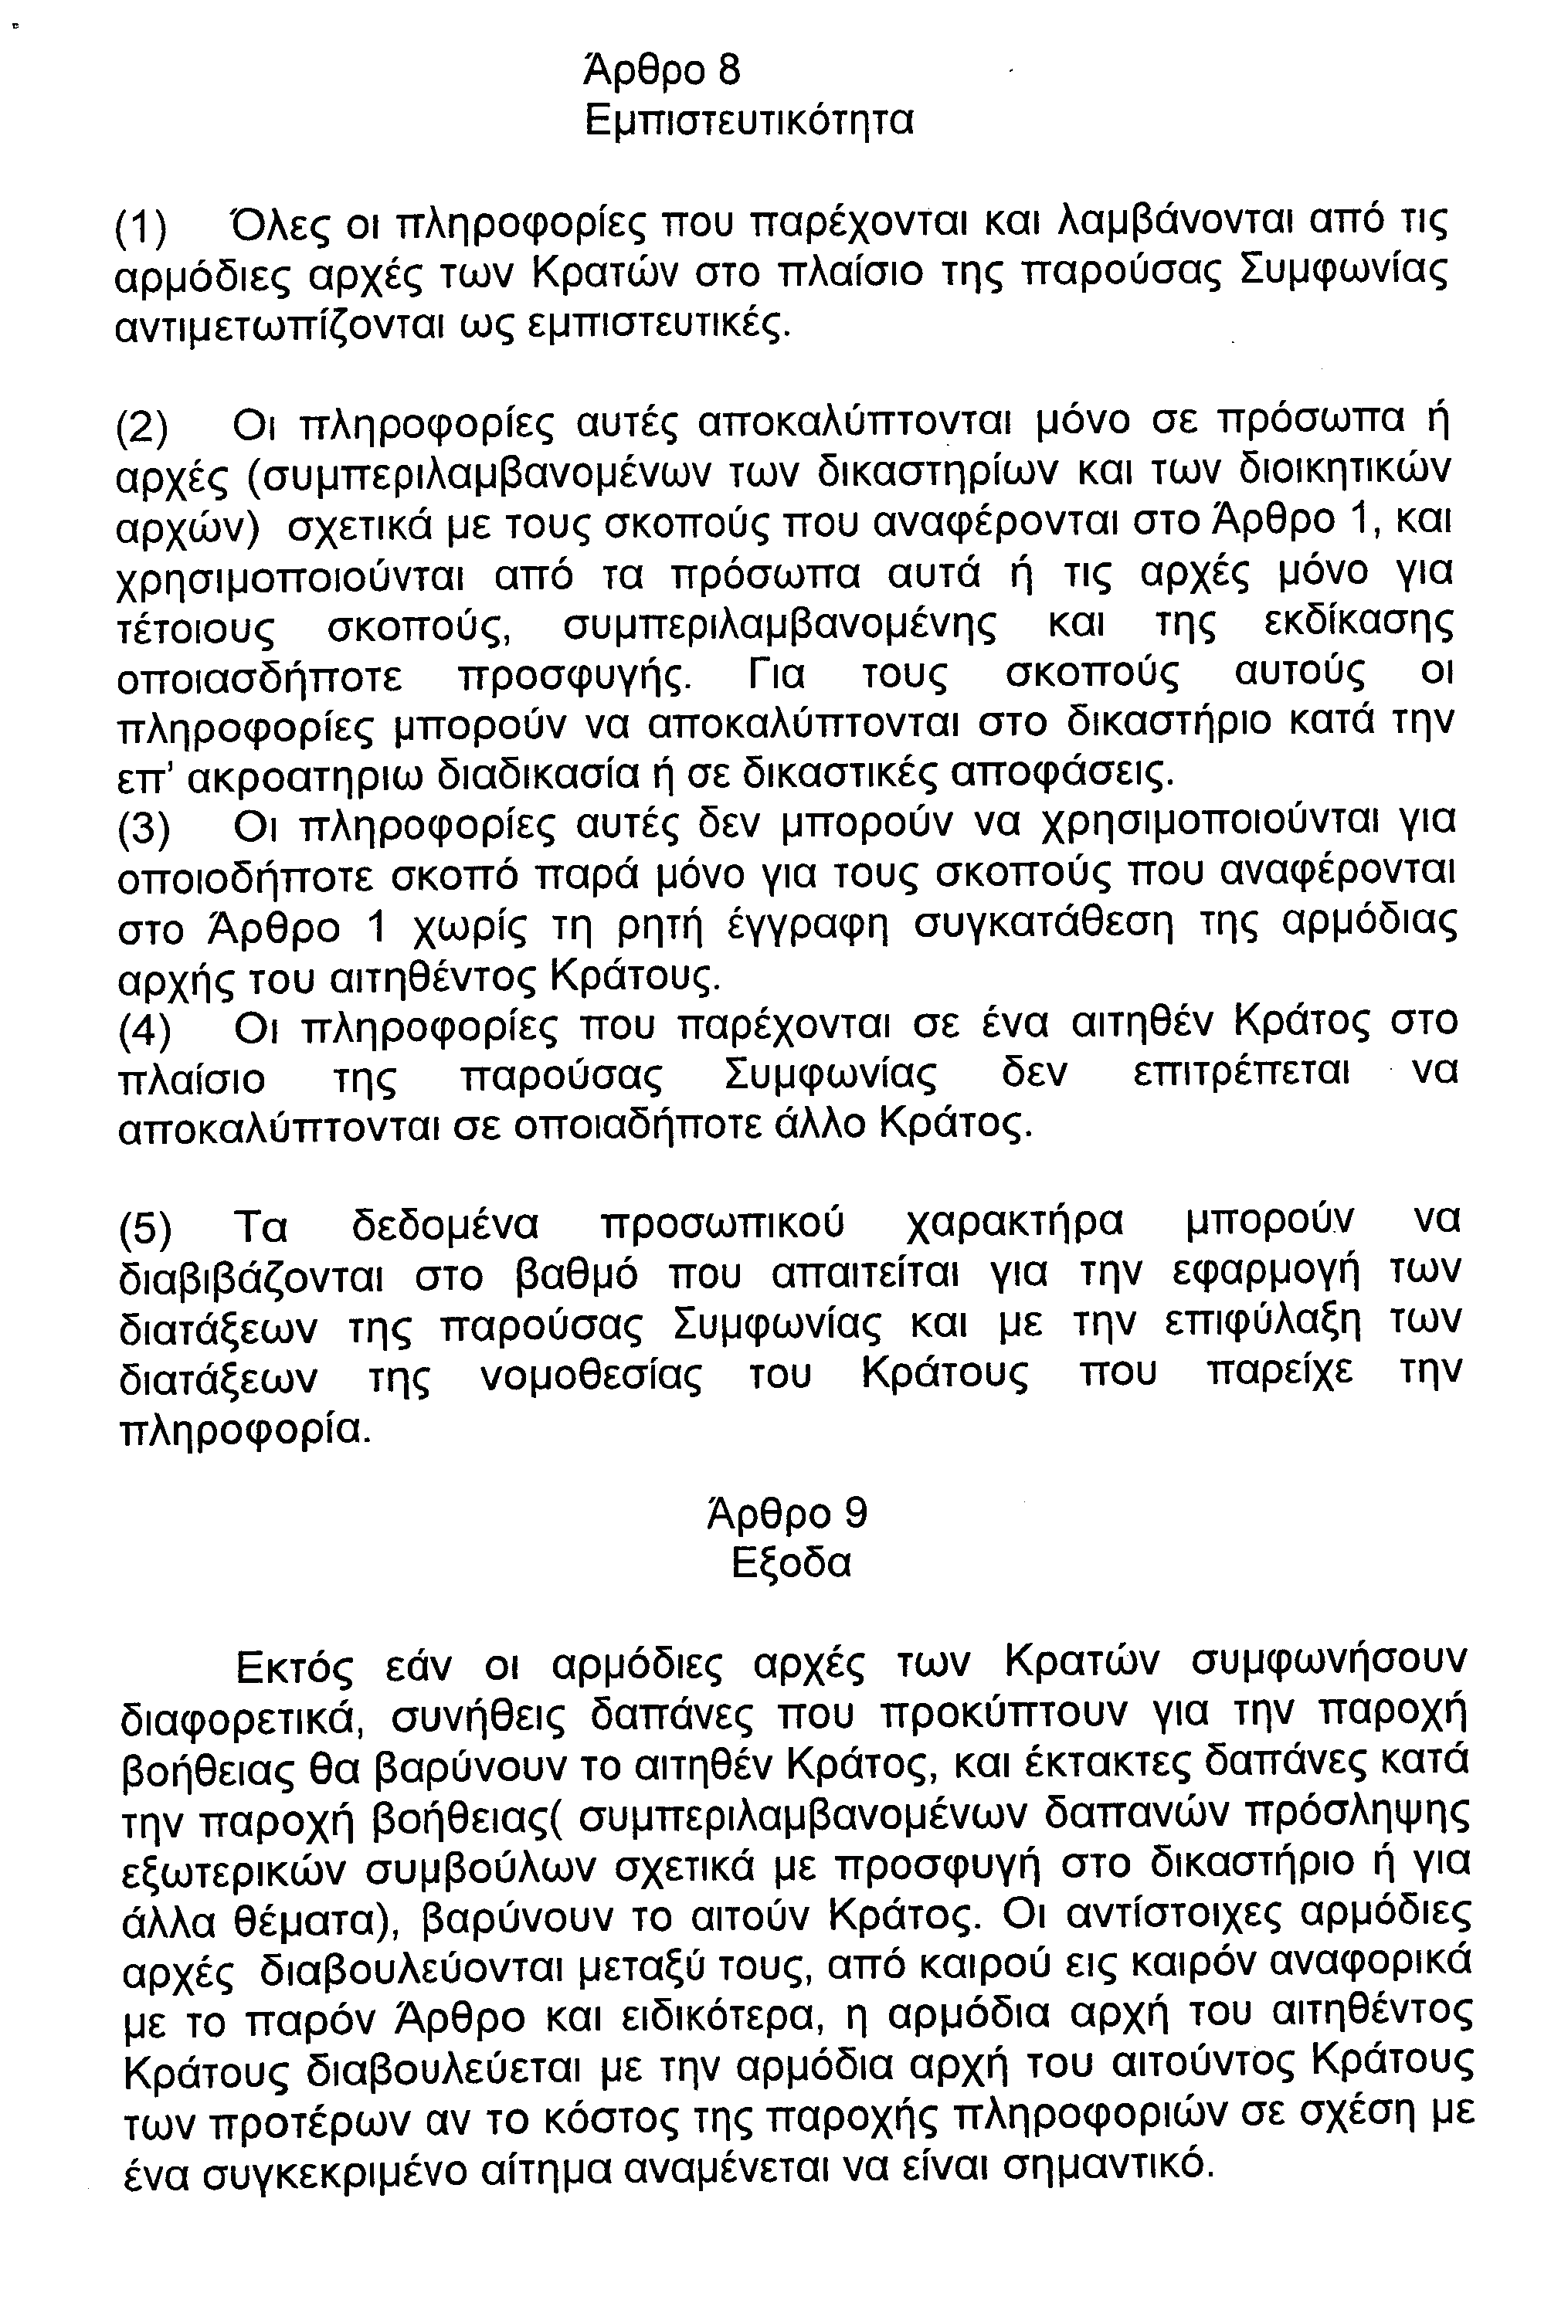 Άρθρο 8
Εμπιστευτικότητα
(1) Όλες οι πληροφορίες που παρέχονται και λαμβάνονται από τις
αρμόδιες αρχές των Κρατών στο πλαίσιο της παρούσας Συμφωνίας
αντιμετωπίζονται ως εμπιστευτικές.
(2) Οι πληροφορίες αυτές αποκαλύπτονται μόνο σε πρόσωπα ή
αρχές (συμπεριλαμβανομένων των δικαστηρίων και των διοικητικών
αρχών) σχετικά με τους σκοπούς που αναφέρονται στο Άρθρο 1, και
χρησιμοποιούνται από τα πρόσωπα αυτά ή τις αρχές μόνο για
τέτοιους σκοπούς, συμπεριλαμβανομένης και της εκδίκασης
οποιασδήποτε προσφυγής. Για τους σκοπούς αυτούς οι
πληροφορίες μπορούν να αποκαλύπτονται στο δικαστήριο κατά την
επ’ ακροατηριω διαδικασία ή σε δικαστικές αποφάσεις.
(3) Οι πληροφορίες αυτές δεν μπορούν να χρησιμοποιούνται για
οποιοδήποτε σκοπό παρά μόνο για τους σκοπούς που αναφέρονται
στο Άρθρο 1 χωρίς τη ρητή έγγραφη συγκατάθεση της αρμόδιας
αρχής του αιτηθέντος Κράτους.
(4) Οι πληροφορίες που παρέχονται σε ένα αιτηθέν Κράτος στο
πλαίσιο της παρούσας Συμφωνίας δεν επιτρέπεται να
αποκαλύπτονται σε οποιαδήποτε άλλο Κράτος.
(5) Τα δεδομένα προσωπικού χαρακτήρα μπορούν να
διαβιβάζονται στο βαθμό που απαιτείται για την εφαρμογή των
διατάξεων της παρούσας Συμφωνίας και με την επιφύλαξη των
διατάξεων της νομοθεσίας του Κράτους που παρείχε την
πληροφορία.
Άρθρο 9
Εξοδα
Εκτός εάν οι αρμόδιες αρχές των Κρατών συμφωνήσουν
διαφορετικά, συνήθεις δαπάνες που προκύπτουν για την παροχή
βοήθειας θα βαρύνουν το αιτηθέν Κράτος, και έκτακτες δαπάνες κατά
την παροχή βοήθειας( συμπεριλαμβανομένων δαπανών πρόσληψης
εξωτερικών συμβούλων σχετικά με προσφυγή στο δικαστήριο ή για
άλλα θέματα), βαρύνουν το αιτούν Κράτος. Οι αντίστοιχες αρμόδιες
αρχές διαβουλεύονται μεταξύ τους, από καιρού εις καιρόν αναφορικά
με το παρόν Άρθρο και ειδικότερα, η αρμόδια αρχή του αιτηθέντος
Κράτους διαβουλεύεται με την αρμόδια αρχή του αιτούντος Κράτους
των προτέρων αν το κόστος της παροχής πληροφοριών σε σχέση με
ένα συγκεκριμένο αίτημα αναμένεται να είναι σημαντικό.